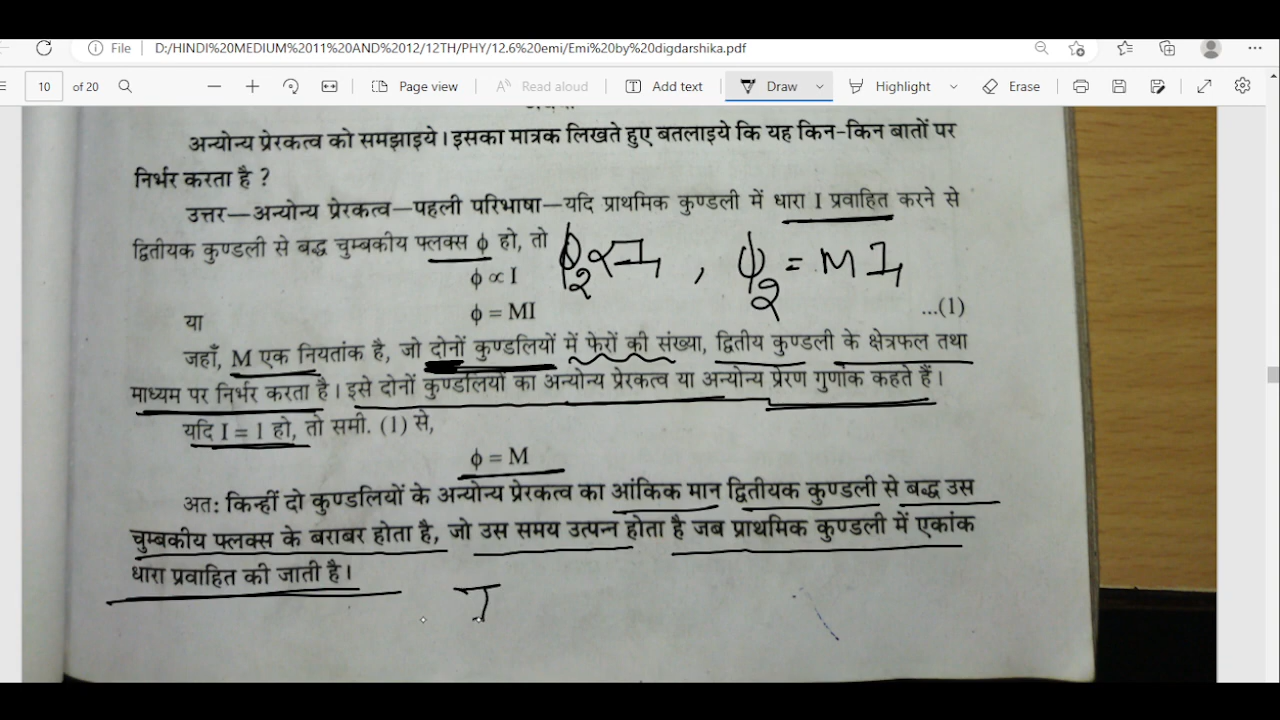 File D:/HINDI%20MEDIUM%2011%20AND%2012/12TH/PHY/12.6%20emi/Emi%20by%20digdarshika.pdf
10 of 20 Page view Read aloud Add text Draw Highlight Erase
अन्योन्य प्रेरकत्व को समझाइये। इसका मात्रक लिखते हुए बतलाइये कि यह किन-किन बातों पर
निर्भर करता है ?
उत्तर—अन्योन्य प्रेरकत्व—पहली परिभाषा—यदि प्राथमिक कुण्डली में धारा I प्रवाहित करने से
द्वितीयक कुण्डली से बद्ध चुम्बकीय फ्लक्स ϕ हो, तो
ϕ₂ ∝ I₁ , ϕ₂ = M I₁
ϕ ∝ I
या ϕ = MI ...(1)
जहाँ, M एक नियतांक है, जो दोनों कुण्डलियों में फेरों की संख्या, द्वितीय कुण्डली के क्षेत्रफल तथा
माध्यम पर निर्भर करता है। इसे दोनों कुण्डलियों का अन्योन्य प्रेरकत्व या अन्योन्य प्रेरण गुणांक कहते हैं।
यदि I = 1 हो, तो समी. (1) से,
ϕ = M
अतः किन्हीं दो कुण्डलियों के अन्योन्य प्रेरकत्व का आंकिक मान द्वितीयक कुण्डली से बद्ध उस
चुम्बकीय फ्लक्स के बराबर होता है, जो उस समय उत्पन्न होता है जब प्राथमिक कुण्डली में एकांक
धारा प्रवाहित की जाती है।